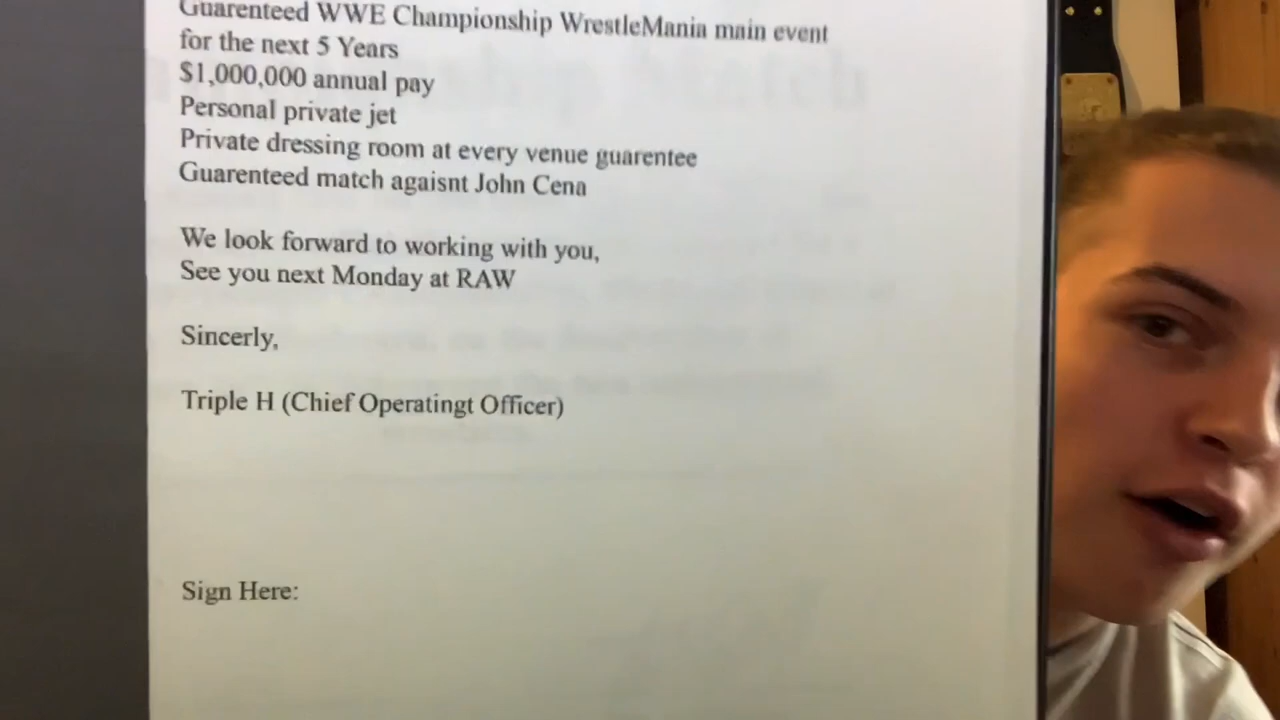 Guarenteed WWE Championship WrestleMania main event
for the next 5 Years
$1,000,000 annual pay
Personal private jet
Private dressing room at every venue guarentee
Guarenteed match agaisnt John Cena
We look forward to working with you,
See you next Monday at RAW
Sincerly,
Triple H (Chief Operatingt Officer)
Sign Here: